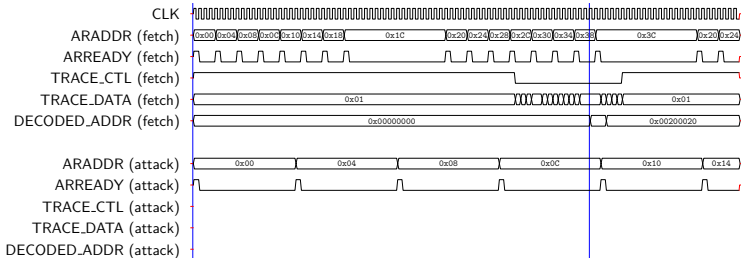 CLK
ARADDR (fetch) 0x00 0x04 0x08 0x0C 0x10 0x14 0x18 0x1C 0x20 0x24 0x28 0x2C 0x30 0x34 0x38 0x3C 0x20 0x24
ARREADY (fetch)
TRACE_CTL (fetch)
TRACE_DATA (fetch) 0x01 0x01
DECODED_ADDR (fetch) 0x00000000 0x00200020
ARADDR (attack) 0x00 0x04 0x08 0x0C 0x10 0x14
ARREADY (attack)
TRACE_CTL (attack)
TRACE_DATA (attack)
DECODED_ADDR (attack)